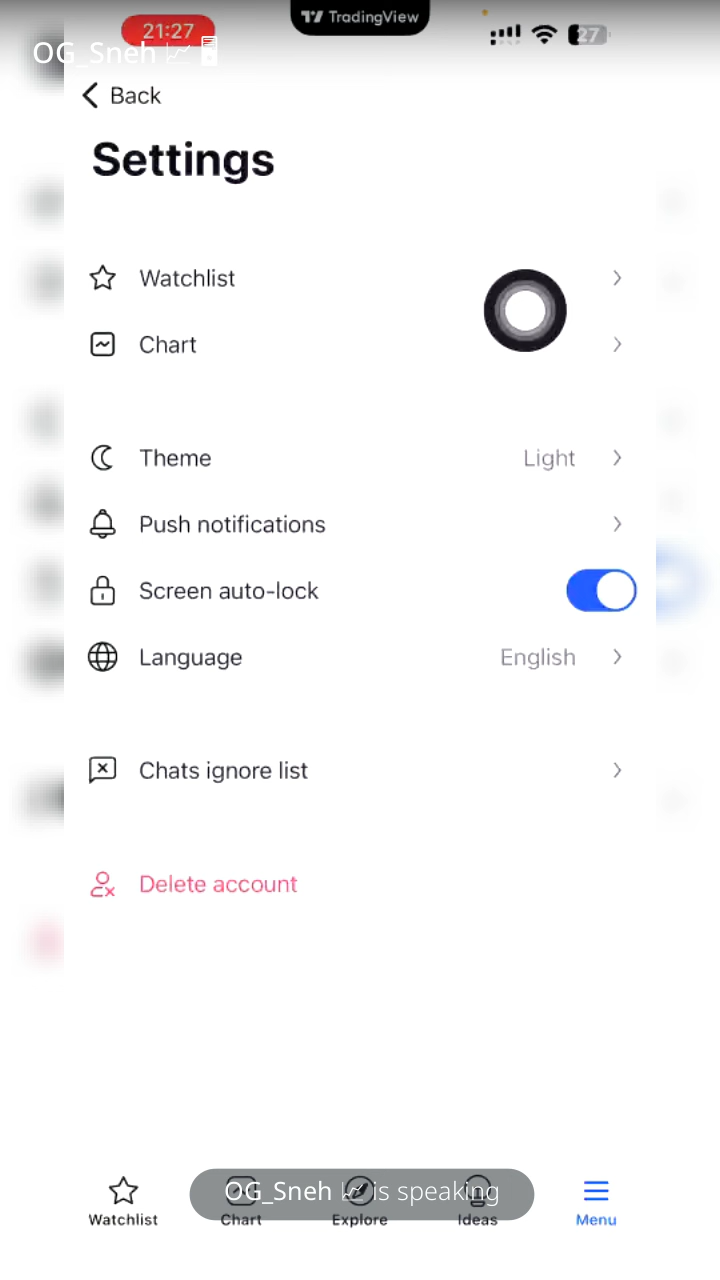 21:27
TradingView
27
OG_Sneh
Back
Settings
Watchlist
Chart
Theme Light
Push notifications
Screen auto-lock
Language English
Chats ignore list
Delete account
OG_Sneh is speaking
Watchlist Chart Explore Ideas Menu